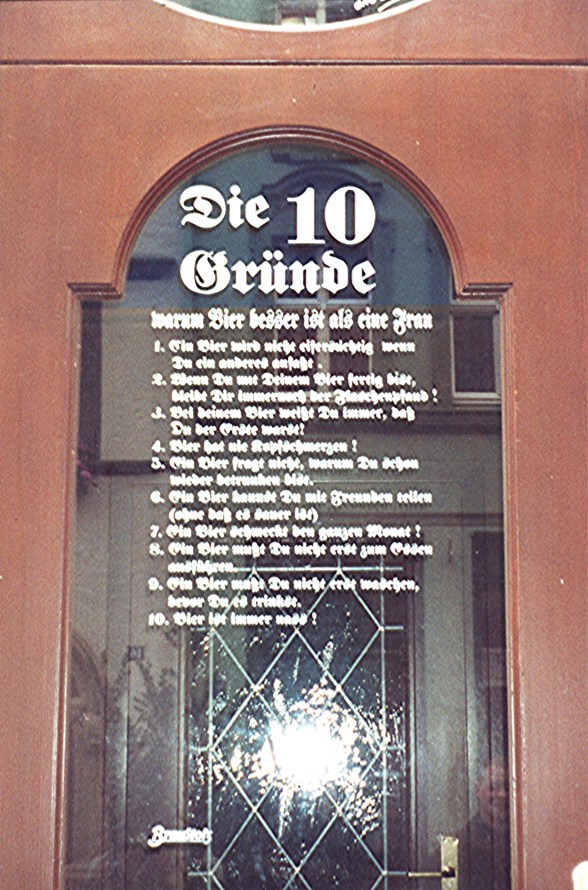 Die 10
Gründe
warum Bier besser ist als eine Frau
1. Ein Bier wird nicht eifersüchtig wenn
Du ein anderes anfaßt
2. Wenn Du mit Deinem Bier fertig bist,
bleibt Dir immernoch der Flaschenpfand !
3. Bei deinem Bier weißt Du immer, daß
Du der Erste warst!
4. Bier hat nie Kopfschmerzen !
5. Ein Bier fragt nicht, warum Du schon
wieder betrunken bist.
6. Ein Bier kannst Du mit Freunden teilen
(ohne daß es sauer ist)
7. Ein Bier schmeckt den ganzen Monat !
8. Ein Bier mußt Du nicht erst zum Essen
ausführen.
9. Ein Bier mußt Du nicht erst waschen,
bevor Du es trinkst.
10. Bier ist immer nass !